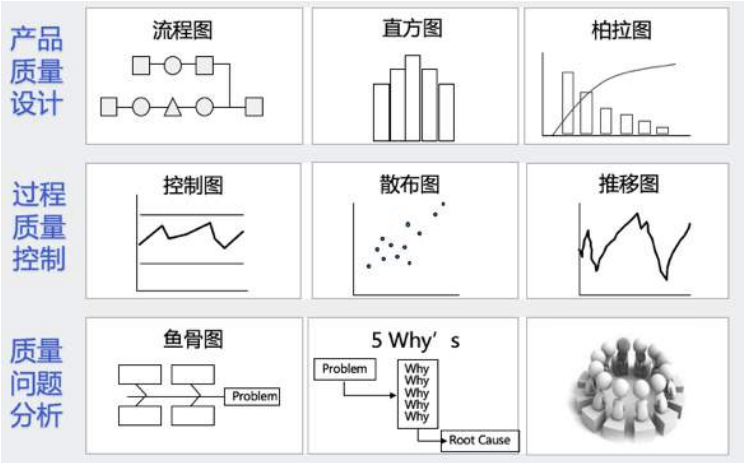 产品
质量
设计
流程图
直方图
柏拉图
过程
质量
控制
控制图
散布图
推移图
质量
问题
分析
鱼骨图
Problem
5 Why's
Problem
Why
Why
Why
Why
Why
Root Cause